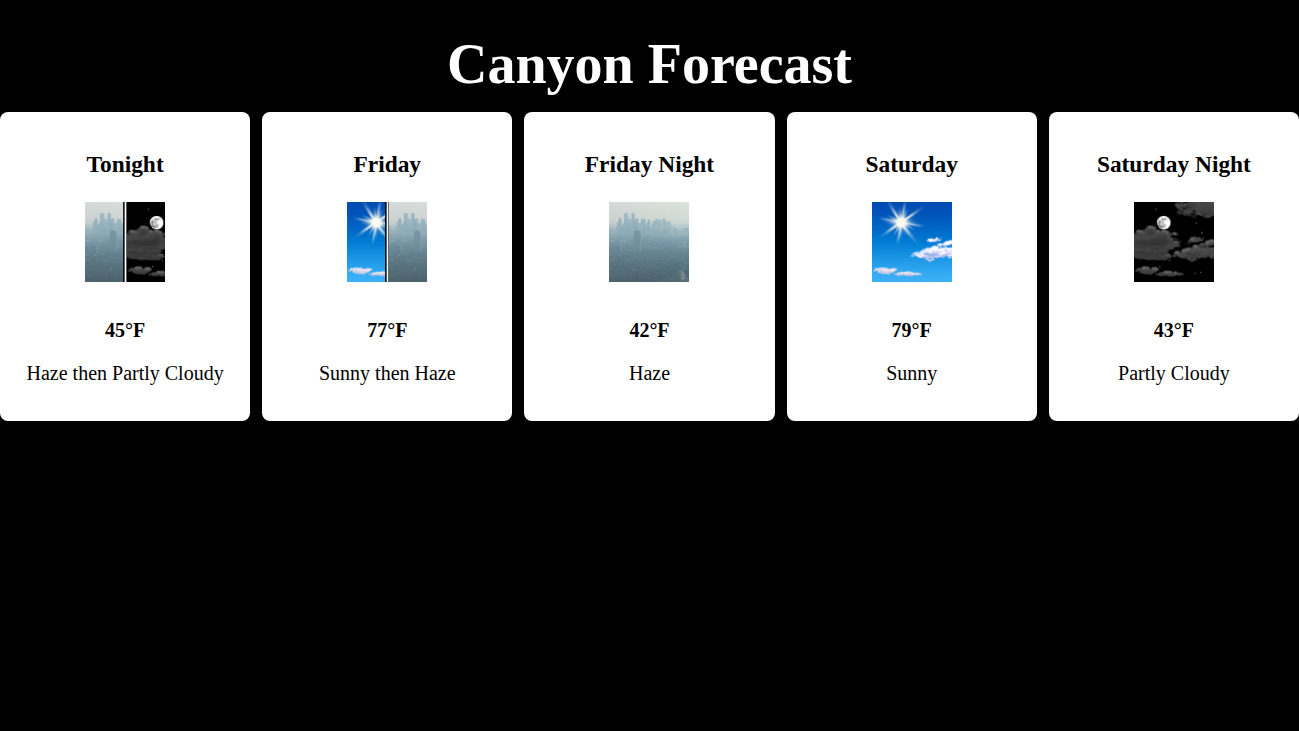 Canyon Forecast
Tonight
45°F
Haze then Partly Cloudy
Friday
77°F
Sunny then Haze
Friday Night
42°F
Haze
Saturday
79°F
Sunny
Saturday Night
43°F
Partly Cloudy